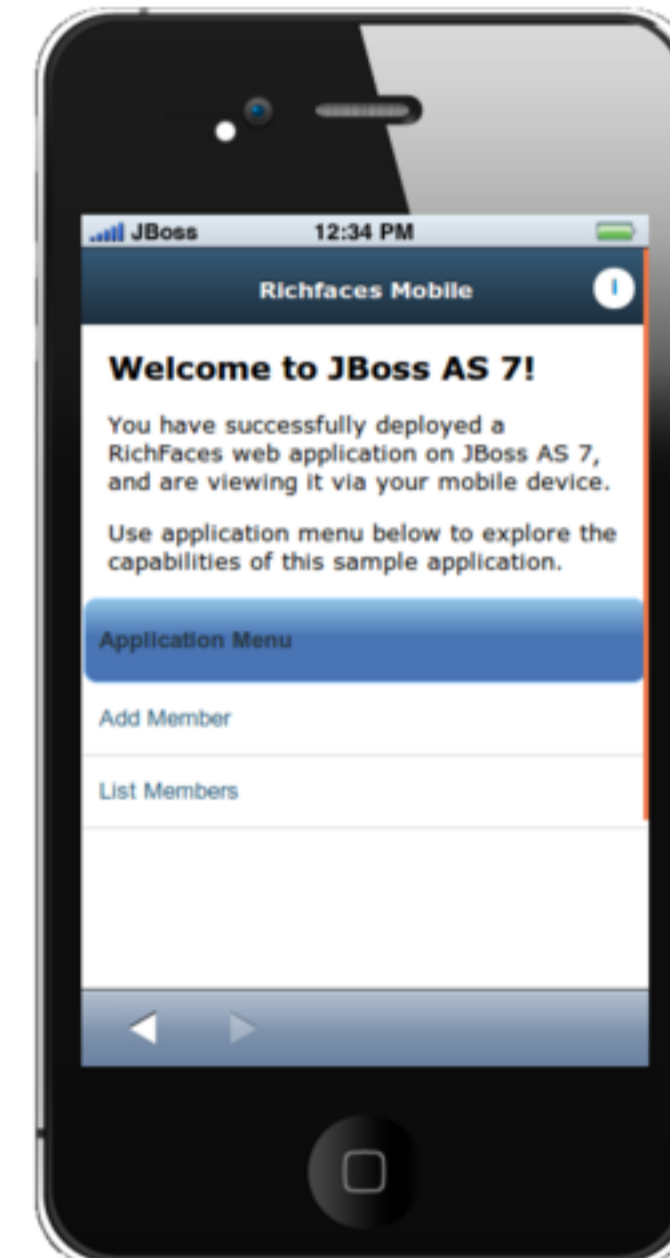 JBoss 12:34 PM
Richfaces Mobile
Welcome to JBoss AS 7!
You have successfully deployed a
RichFaces web application on JBoss AS 7,
and are viewing it via your mobile device.
Use application menu below to explore the
capabilities of this sample application.
Application Menu
Add Member
List Members